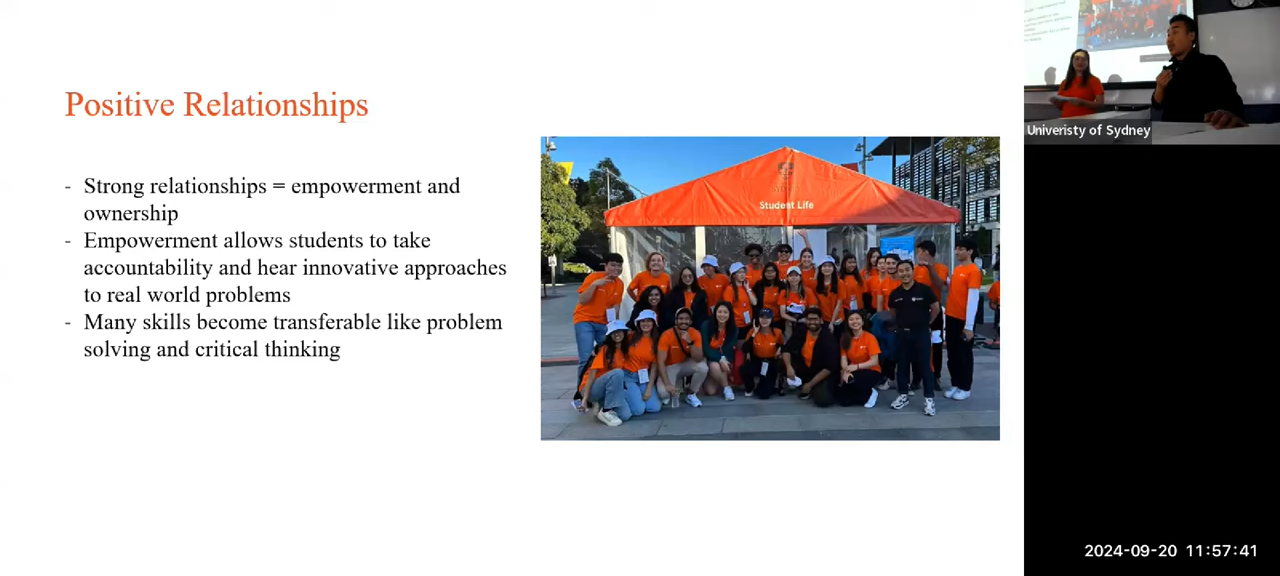 Positive Relationships
- Strong relationships = empowerment and
ownership
- Empowerment allows students to take
accountability and hear innovative approaches
to real world problems
- Many skills become transferable like problem
solving and critical thinking
Student Life
Univeristy of Sydney
2024-09-20 11:57:41